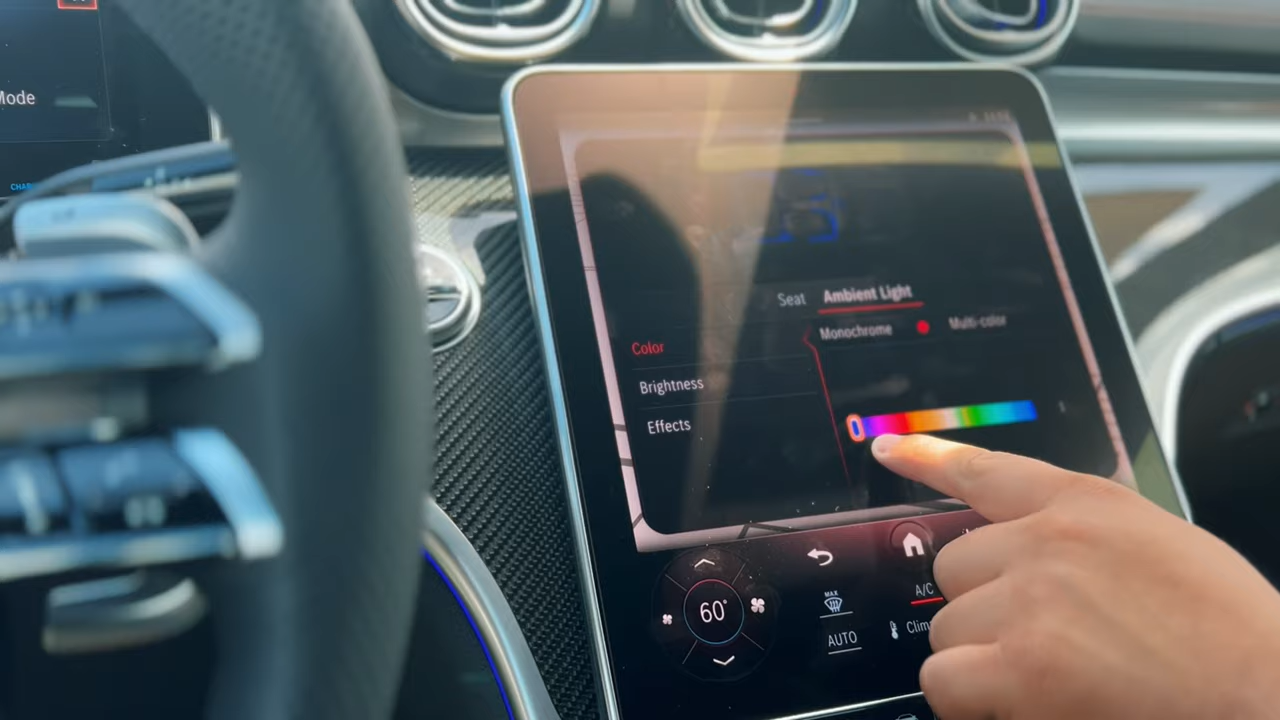 Mode
Seat Ambient Light
Monochrome Multi-color
Color
Brightness
Effects
60°
MAX
AUTO
A/C